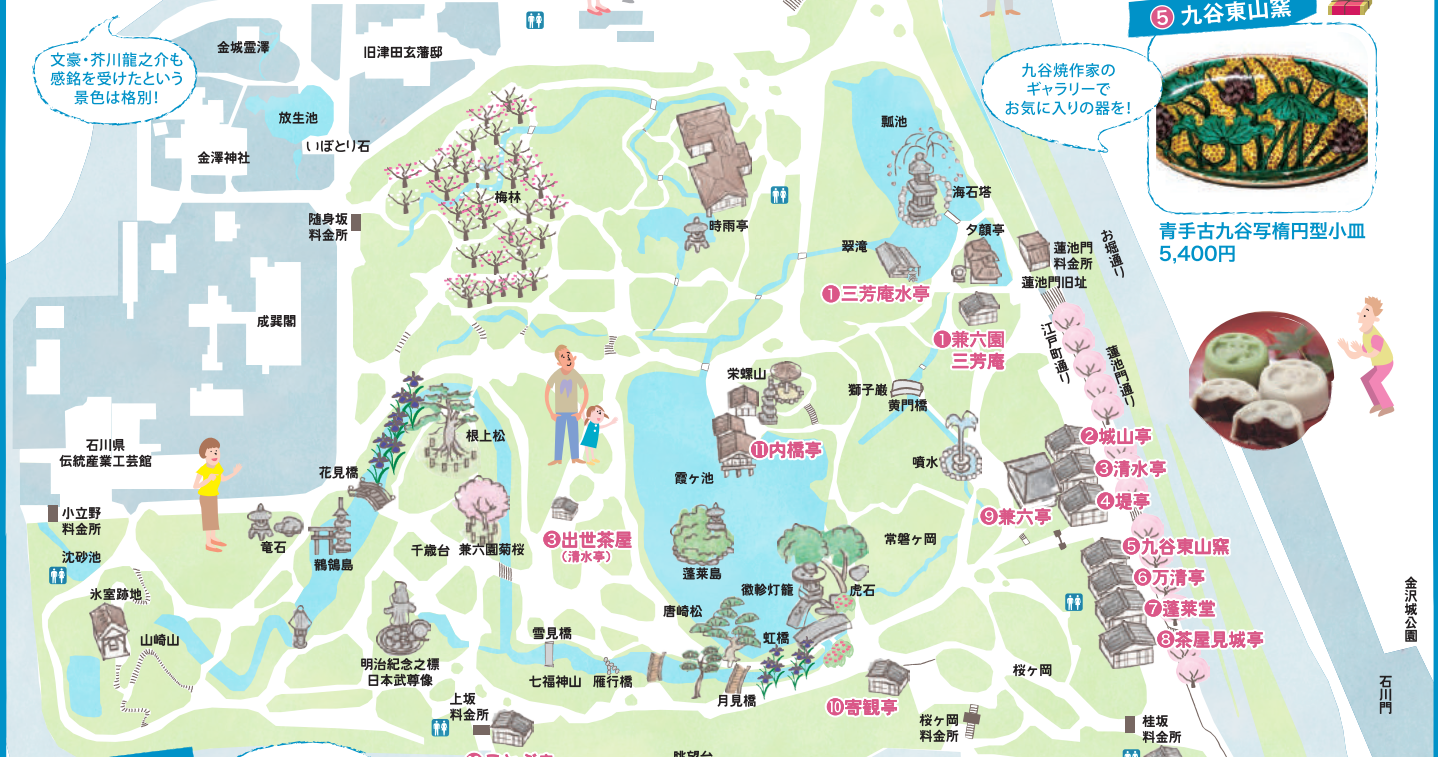 文豪・芥川龍之介も
感銘を受けたという
景色は格別！
金城霊澤
旧津田玄蕃邸
放生池
いぼとり石
金澤神社
随身坂
料金所
成巽閣
石川県
伝統産業工芸館
小立野
料金所
沈砂池
氷室跡地
山崎山
竜石
鶺鴒島
花見橋
梅林
時雨亭
根上松
千歳台
兼六園菊桜
❸出世茶屋
（清水亭）
明治紀念之標
日本武尊像
上坂
料金所
雪見橋
七福神山
雁行橋
月見橋
眺望台
唐崎松
虹橋
徽軫灯籠
虎石
蓬莱島
霞ヶ池
栄螺山
⓫内橋亭
獅子巌
黄門橋
噴水
常磐ヶ岡
瓢池
海石塔
夕顔亭
翠滝
❶三芳庵水亭
❶兼六園
三芳庵
蓮池門
料金所
蓮池門旧址
お堀通り
江戸町通り
蓮池門通り
❷城山亭
❸清水亭
❹堤亭
❾兼六亭
❺九谷東山窯
❻万清亭
❼蓬莱堂
❽茶屋見城亭
❿寄観亭
桜ヶ岡
桜ヶ岡
料金所
桂坂
料金所
金沢城公園
石川門
❺九谷東山窯
九谷焼作家の
ギャラリーで
お気に入りの器を！
青手古九谷写楕円型小皿
5,400円